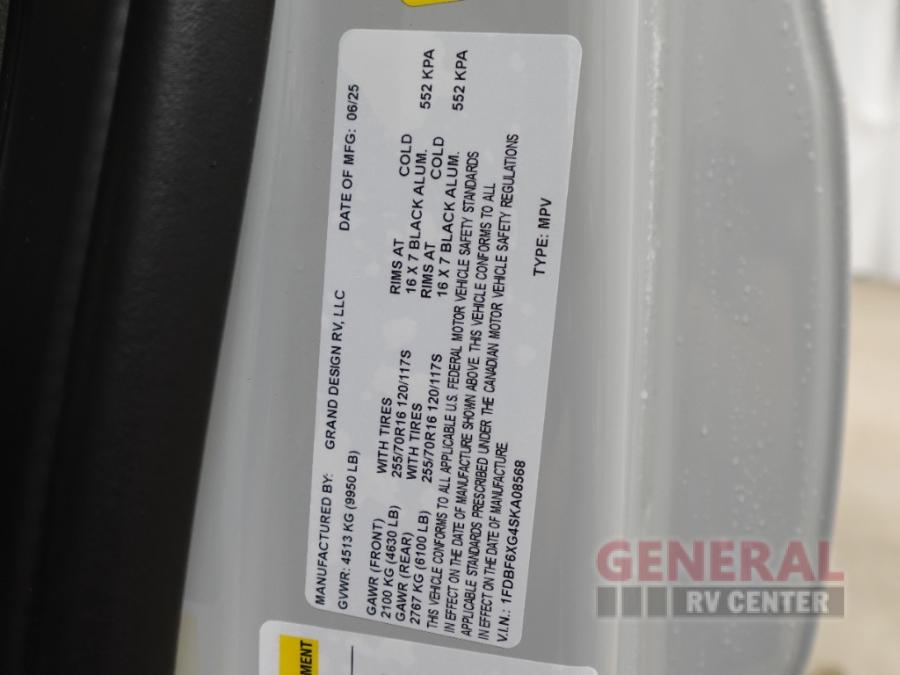 MANUFACTURED BY: GRAND DESIGN RV, LLC DATE OF MFG: 06/25
GVWR: 4513 KG (9950 LB)
GAWR (FRONT) WITH TIRES RIMS AT COLD
2100 KG (4630 LB) 255/70R16 120/117S 16 X 7 BLACK ALUM. 552 KPA
GAWR (REAR) WITH TIRES RIMS AT COLD
2767 KG (6100 LB) 255/70R16 120/117S 16 X 7 BLACK ALUM. 552 KPA
THIS VEHICLE CONFORMS TO ALL APPLICABLE U.S. FEDERAL MOTOR VEHICLE SAFETY STANDARDS
IN EFFECT ON THE DATE OF MANUFACTURE SHOWN ABOVE. THIS VEHICLE CONFORMS TO ALL
APPLICABLE STANDARDS PRESCRIBED UNDER THE CANADIAN MOTOR VEHICLE SAFETY REGULATIONS
IN EFFECT ON THE DATE OF MANUFACTURE
V.I.N.: 1FDBF6XG4SKA08568 TYPE: MPV
GENERAL
RV CENTER